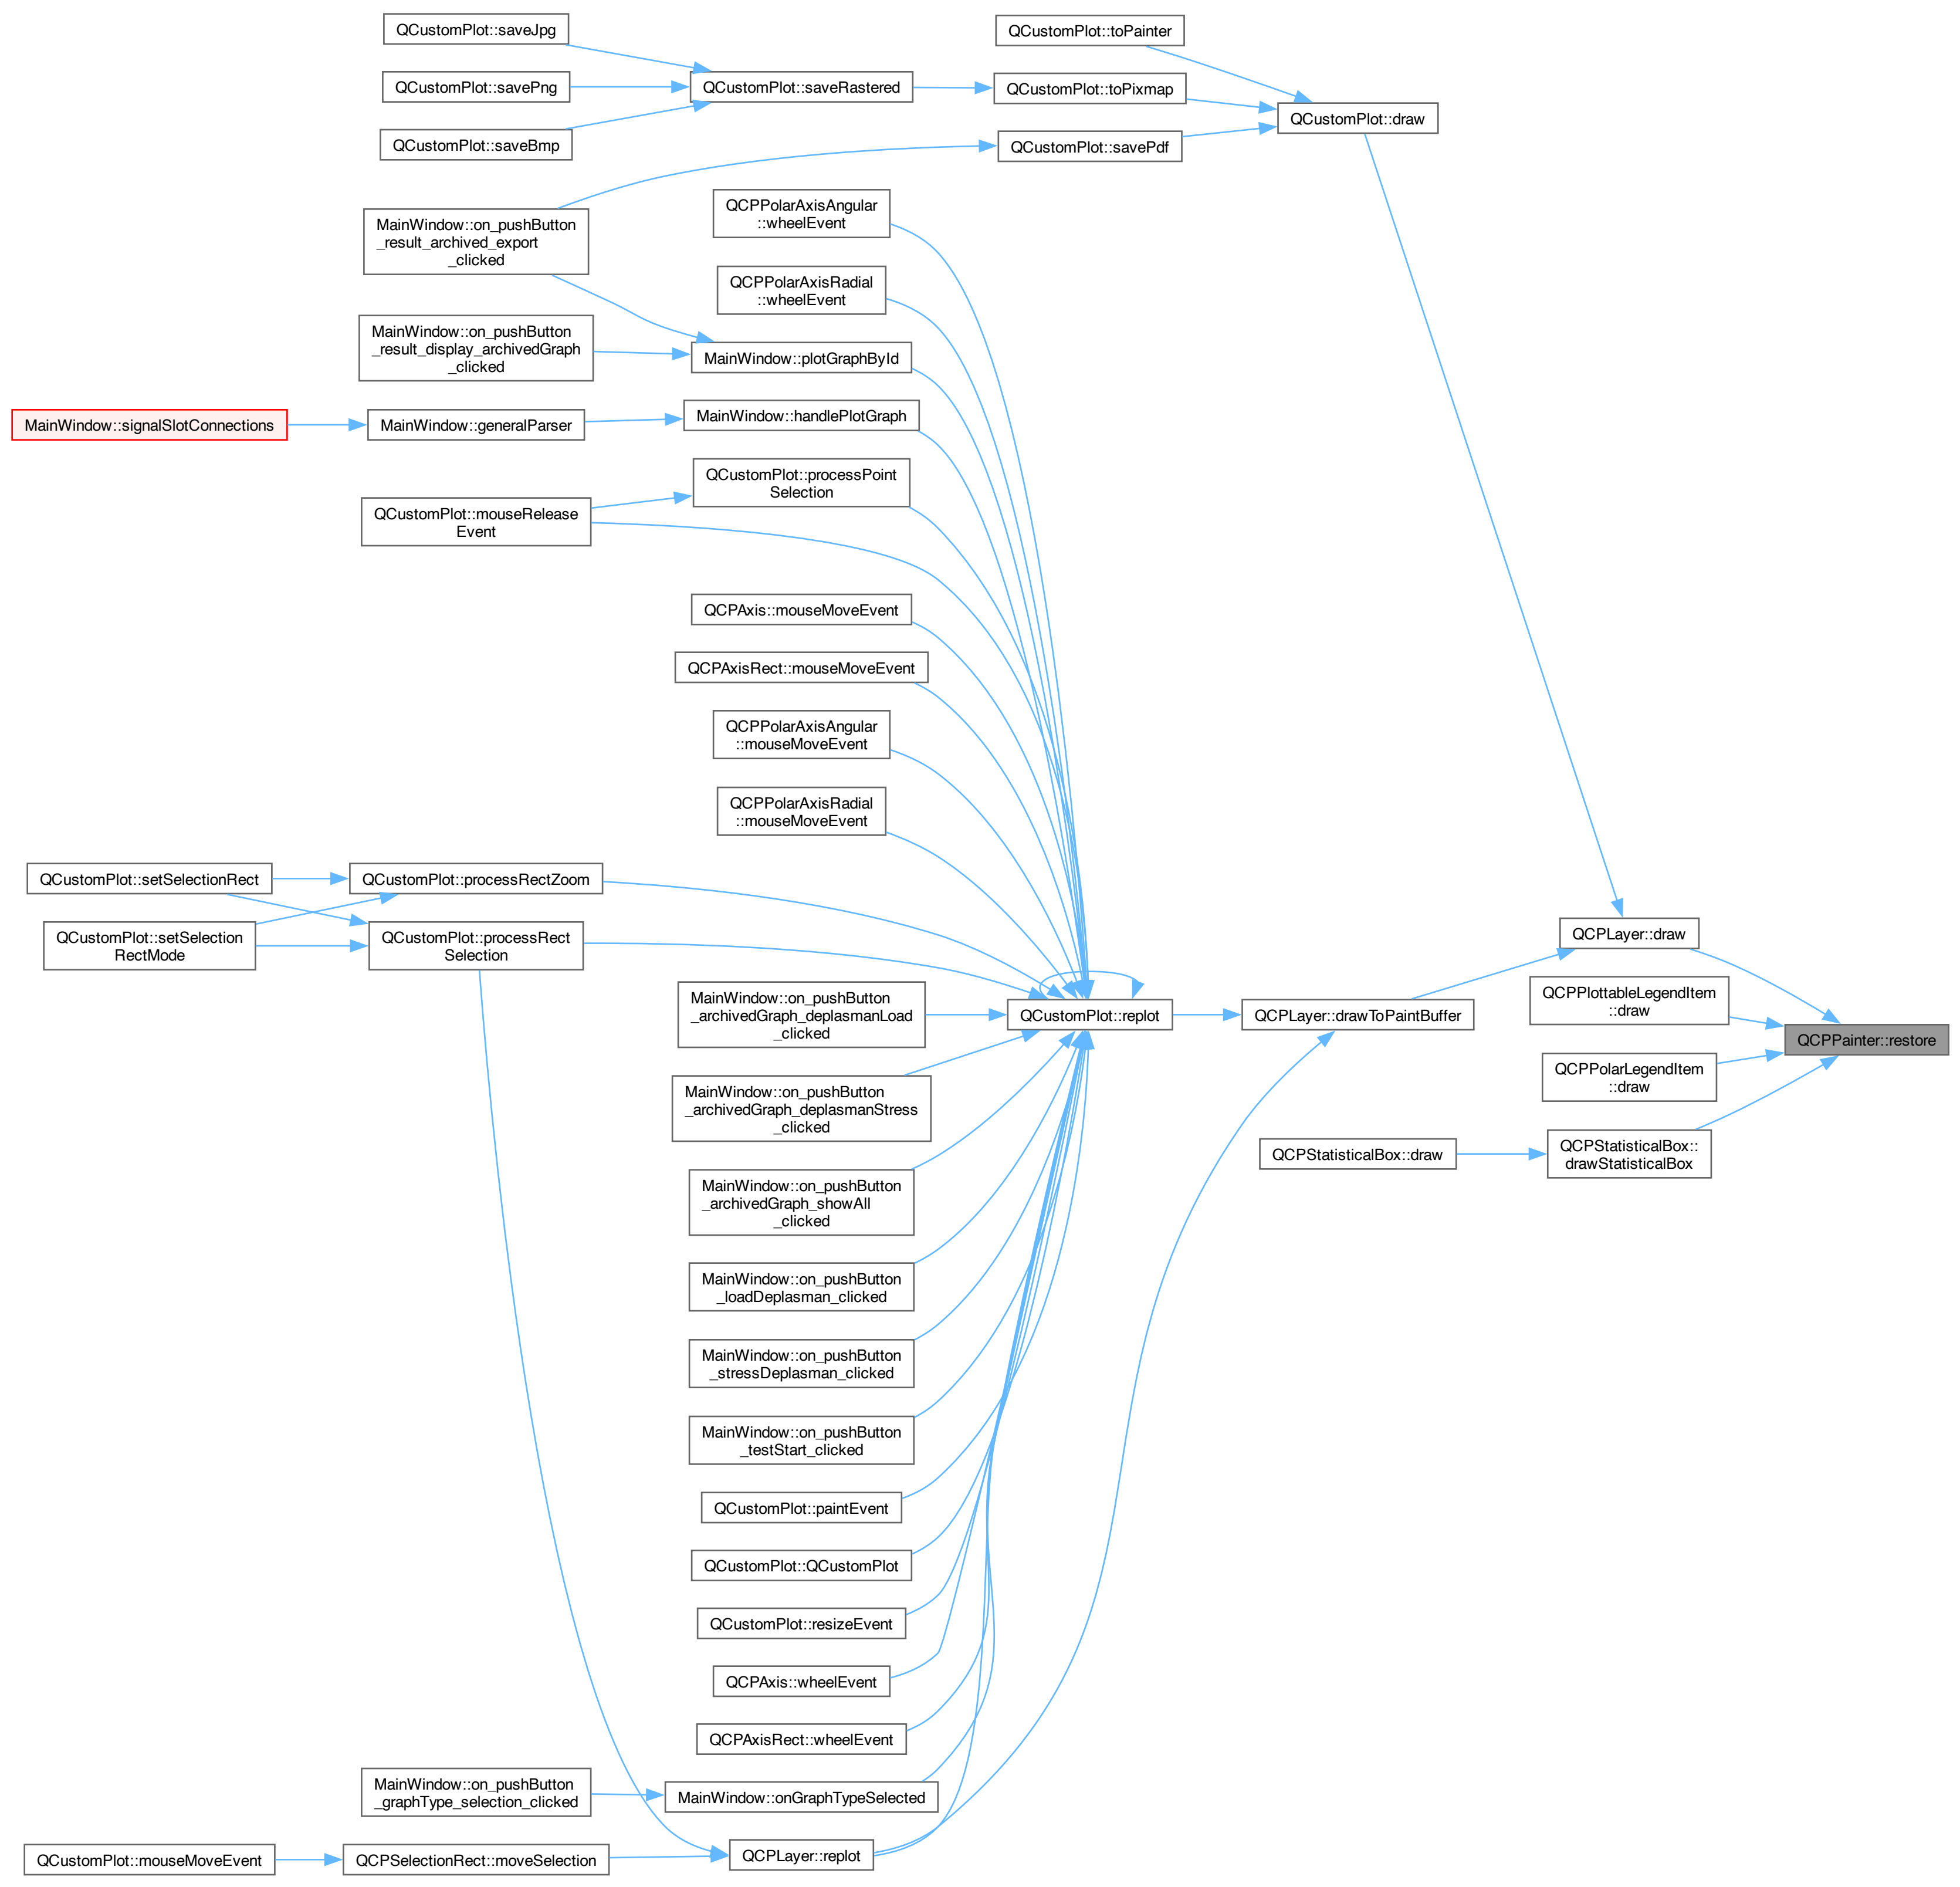 QCustomPlot::saveJpg
QCustomPlot::toPainter
QCustomPlot::savePng
QCustomPlot::saveRastered
QCustomPlot::toPixmap
QCustomPlot::draw
QCustomPlot::saveBmp
QCustomPlot::savePdf
QCPPolarAxisAngular
::wheelEvent
MainWindow::on_pushButton
_result_archived_export
_clicked
QCPPolarAxisRadial
::wheelEvent
MainWindow::on_pushButton
_result_display_archivedGraph
_clicked
MainWindow::plotGraphById
MainWindow::signalSlotConnections
MainWindow::generalParser
MainWindow::handlePlotGraph
QCustomPlot::processPoint
Selection
QCustomPlot::mouseRelease
Event
QCPAxis::mouseMoveEvent
QCPAxisRect::mouseMoveEvent
QCPPolarAxisAngular
::mouseMoveEvent
QCPPolarAxisRadial
::mouseMoveEvent
QCustomPlot::setSelectionRect
QCustomPlot::processRectZoom
QCustomPlot::setSelection
RectMode
QCustomPlot::processRect
Selection
QCPLayer::draw
MainWindow::on_pushButton
_archivedGraph_deplasmanLoad
_clicked
QCustomPlot::replot
QCPLayer::drawToPaintBuffer
QCPPlottableLegendItem
::draw
QCPPainter::restore
QCPPolarLegendItem
::draw
MainWindow::on_pushButton
_archivedGraph_deplasmanStress
_clicked
QCPStatisticalBox::draw
QCPStatisticalBox::
drawStatisticalBox
MainWindow::on_pushButton
_archivedGraph_showAll
_clicked
MainWindow::on_pushButton
_loadDeplasman_clicked
MainWindow::on_pushButton
_stressDeplasman_clicked
MainWindow::on_pushButton
_testStart_clicked
QCustomPlot::paintEvent
QCustomPlot::QCustomPlot
QCustomPlot::resizeEvent
QCPAxis::wheelEvent
QCPAxisRect::wheelEvent
MainWindow::on_pushButton
_graphType_selection_clicked
MainWindow::onGraphTypeSelected
QCustomPlot::mouseMoveEvent
QCPSelectionRect::moveSelection
QCPLayer::replot